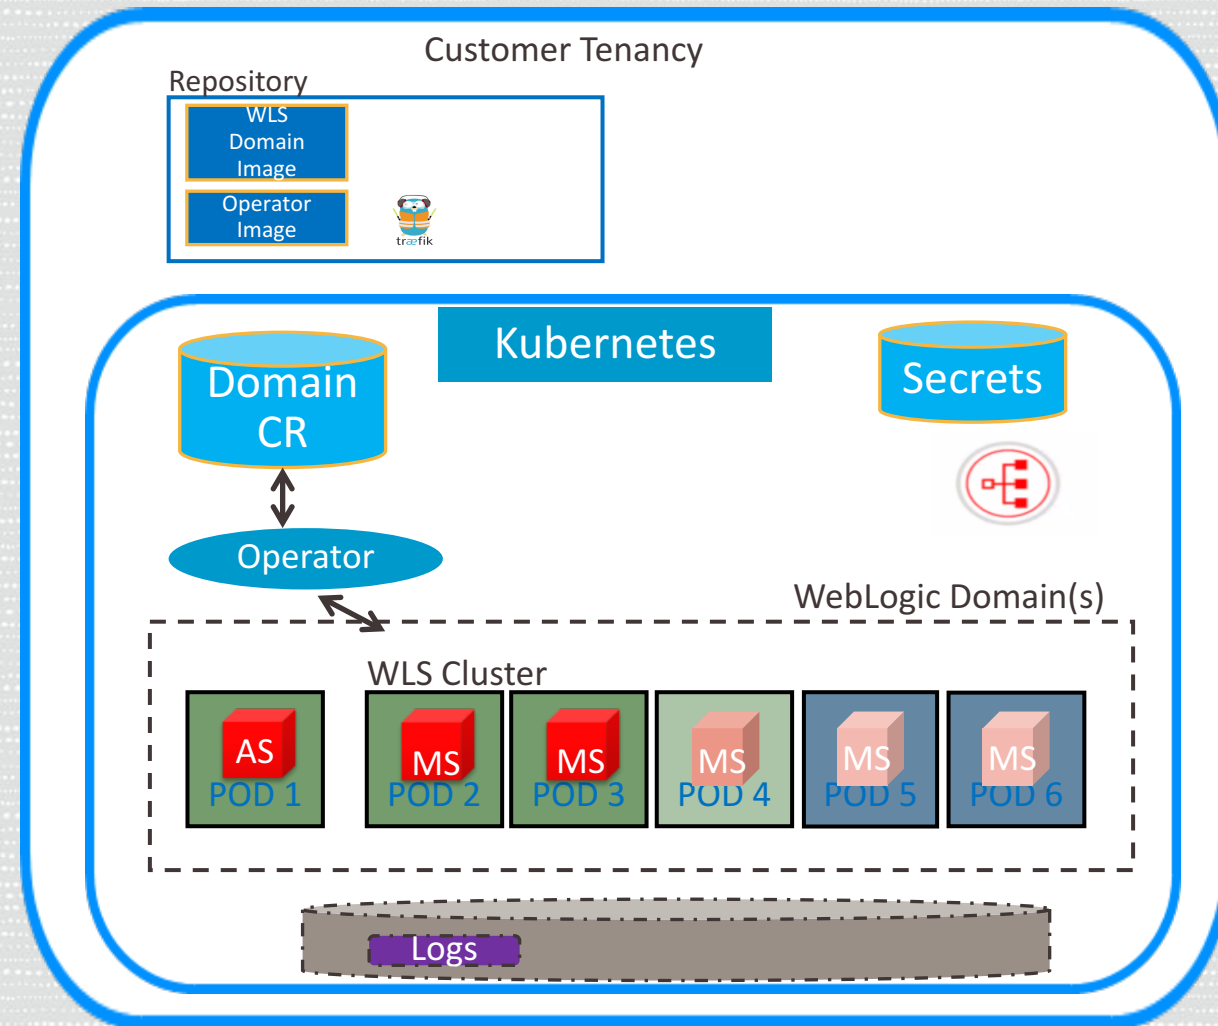 Customer Tenancy
Repository
WLS
Domain
Image
Operator
Image
træfik
Kubernetes
Domain
CR
Secrets
Operator
WebLogic Domain(s)
WLS Cluster
AS
POD 1
MS
POD 2
MS
POD 3
MS
POD 4
MS
POD 5
MS
POD 6
Logs